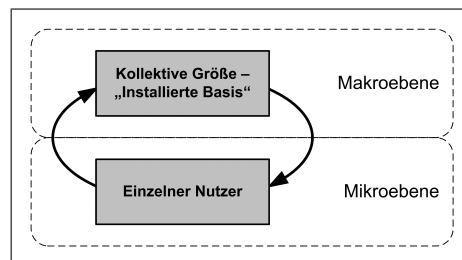 Kollektive Größe –
„Installierte Basis“
Makroebene
Einzelner Nutzer
Mikroebene